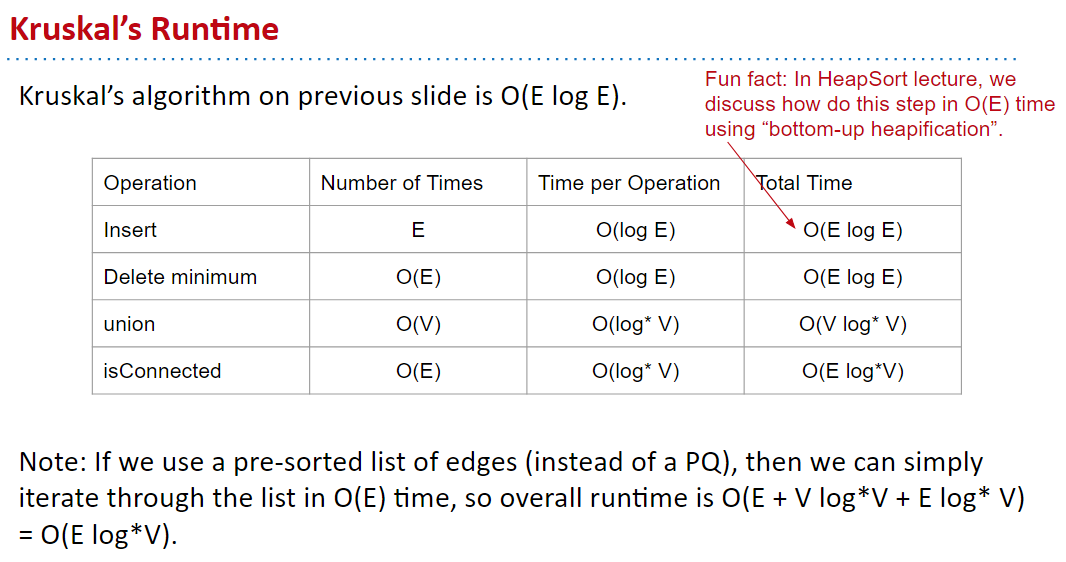 Kruskal's Runtime
Kruskal's algorithm on previous slide is O(E log E).
Fun fact: In HeapSort lecture, we
discuss how do this step in O(E) time
using “bottom-up heapification”.
Operation Number of Times Time per Operation Total Time
Insert E O(log E) O(E log E)
Delete minimum O(E) O(log E) O(E log E)
union O(V) O(log* V) O(V log* V)
isConnected O(E) O(log* V) O(E log*V)
Note: If we use a pre-sorted list of edges (instead of a PQ), then we can simply
iterate through the list in O(E) time, so overall runtime is O(E + V log*V + E log* V)
= O(E log*V).